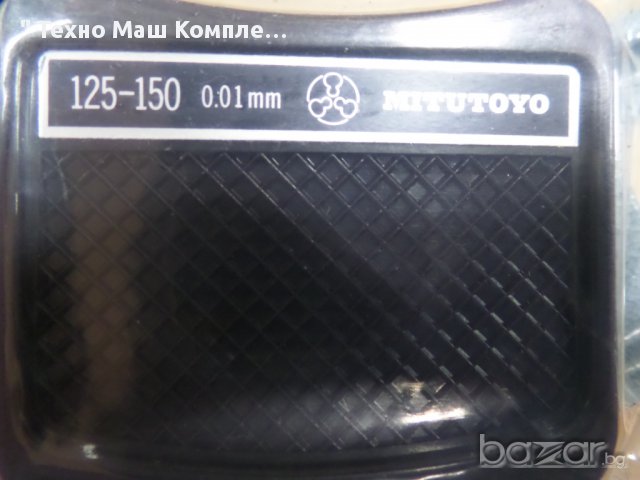 " Техно Маш Компле...
125-150 0.01mm MITUTOYO
bazar.bg